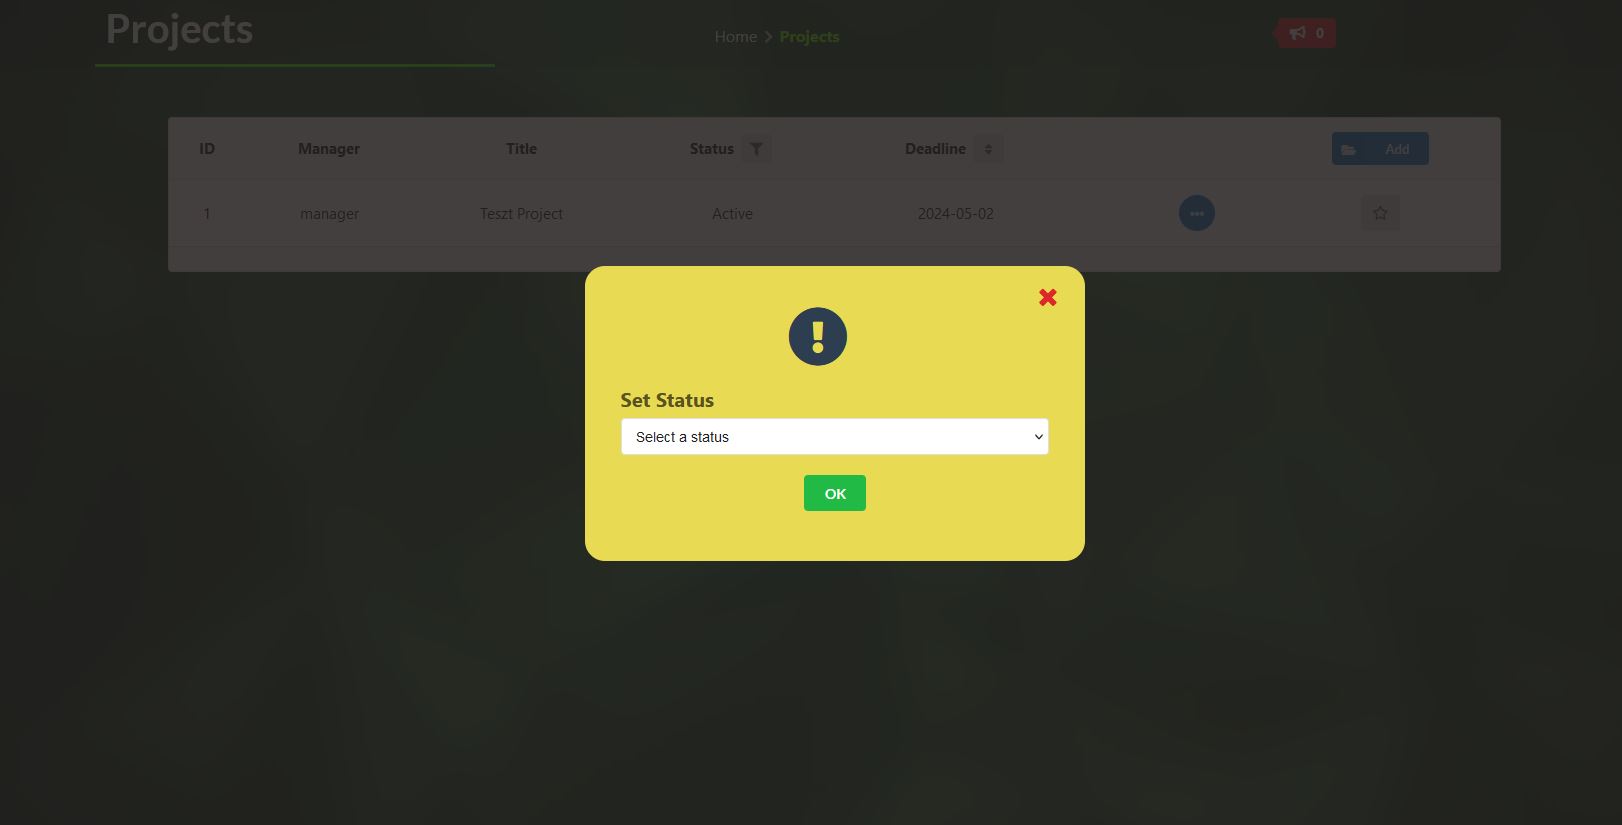 Projects
Home > Projects
0
ID Manager Title Status Deadline Add
1 manager Teszt Project Active 2024-05-02
Set Status
Select a status
OK